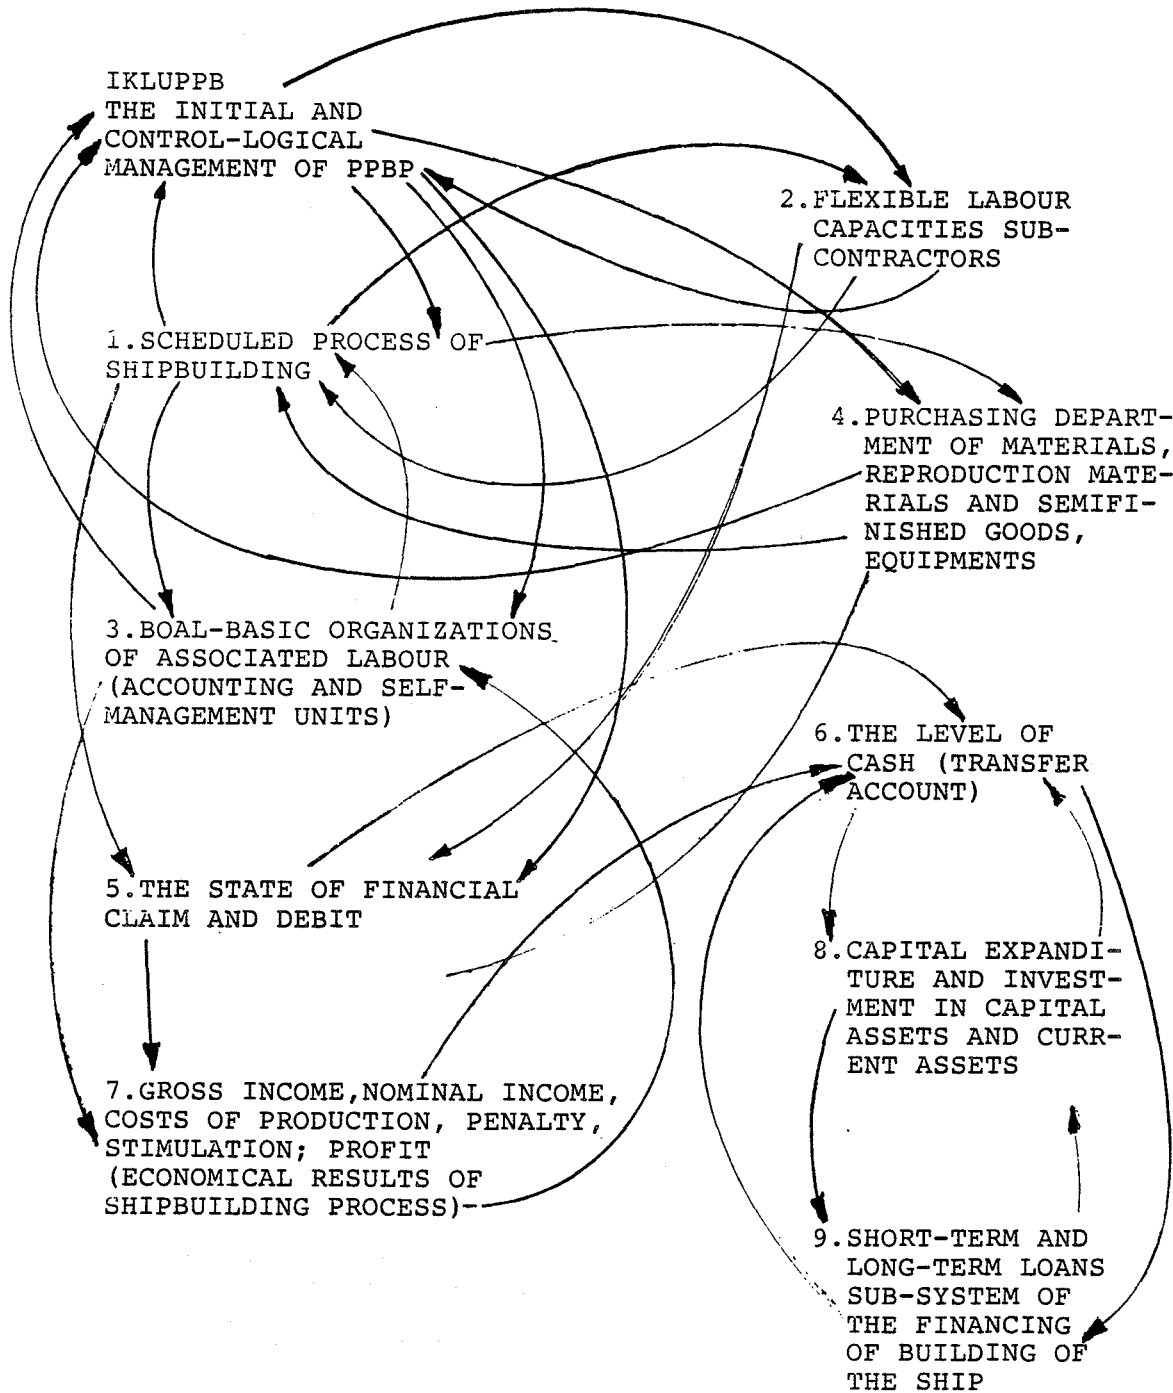 IKLUPPB
THE INITIAL AND
CONTROL-LOGICAL
MANAGEMENT OF PPBP
2.FLEXIBLE LABOUR
CAPACITIES SUB-
CONTRACTORS
1.SCHEDULED PROCESS OF
SHIPBUILDING
4.PURCHASING DEPART-
MENT OF MATERIALS,
REPRODUCTION MATE-
RIALS AND SEMIFI-
NISHED GOODS,
EQUIPMENTS
3.BOAL-BASIC ORGANIZATIONS
OF ASSOCIATED LABOUR
(ACCOUNTING AND SELF-
MANAGEMENT UNITS)
6.THE LEVEL OF
CASH (TRANSFER
ACCOUNT)
5.THE STATE OF FINANCIAL
CLAIM AND DEBIT
8.CAPITAL EXPANDI-
TURE AND INVEST-
MENT IN CAPITAL
ASSETS AND CURR-
ENT ASSETS
7.GROSS INCOME,NOMINAL INCOME,
COSTS OF PRODUCTION, PENALTY,
STIMULATION; PROFIT
(ECONOMICAL RESULTS OF
SHIPBUILDING PROCESS)
9.SHORT-TERM AND
LONG-TERM LOANS
SUB-SYSTEM OF
THE FINANCING
OF BUILDING OF
THE SHIP